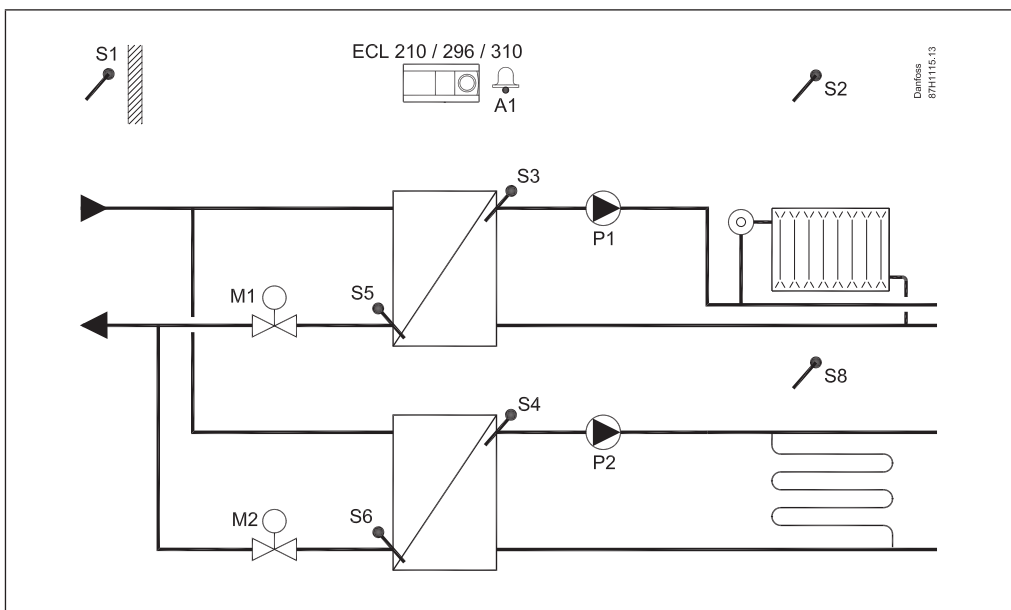 S1
ECL 210 / 296 / 310
A1
S2
Danfoss
87H1115.13
S3
P1
M1
S5
S8
S4
P2
M2
S6